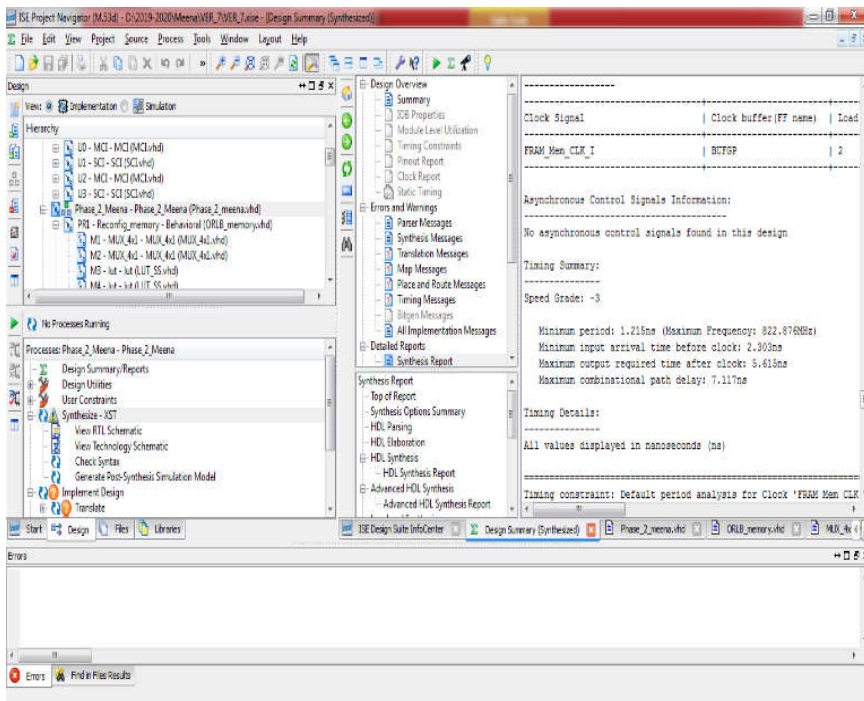 ISE Project Navigator (M.53d) - D:\2019-2020\Meena\VER_7\VER_7.xise - [Design Summary (Synthesized)]
File Edit View Project Source Process Tools Window Layout Help
Design
View: Implementation Simulation
Hierarchy
U0 - MCI - MCI (MCI.vhd)
U1 - SCI - SCI (SCI.vhd)
U2 - MCI - MCI (MCI.vhd)
U3 - SCI - SCI (SCI.vhd)
Phase_2_Meena - Phase_2_Meena (Phase_2_meena.vhd)
PR1 - Reconfig_memory - Behavioral (ORLB_memory.vhd)
M1 - MUX_4x1 - MUX_4x1 (MUX_4x1.vhd)
M2 - MUX_4x1 - MUX_4x1 (MUX_4x1.vhd)
M3 - lut - lut (LUT_SS.vhd)
M4 - lut - lut (LUT_SS.vhd)
No Processes Running
Processes: Phase_2_Meena - Phase_2_Meena
Design Summary/Reports
Design Utilities
User Constraints
Synthesize - XST
View RTL Schematic
View Technology Schematic
Check Syntax
Generate Post-Synthesis Simulation Model
Implement Design
Translate
Start Design Files Libraries
Design Overview
Summary
IOB Properties
Module Level Utilization
Timing Constraints
Pinout Report
Clock Report
Static Timing
Errors and Warnings
Parser Messages
Synthesis Messages
Translation Messages
Map Messages
Place and Route Messages
Timing Messages
Bitgen Messages
All Implementation Messages
Detailed Reports
Synthesis Report
Synthesis Report
Top of Report
Synthesis Options Summary
HDL Parsing
HDL Elaboration
HDL Synthesis
HDL Synthesis Report
Advanced HDL Synthesis
Advanced HDL Synthesis Report
Clock Signal | Clock buffer(FF name) | Load
FRAM_Mem_CLK_I | BUFGP | 2
Asynchronous Control Signals Information:
No asynchronous control signals found in this design
Timing Summary:
Speed Grade: -3
Minimum period: 1.215ns (Maximum Frequency: 822.876MHz)
Minimum input arrival time before clock: 2.303ns
Maximum output required time after clock: 5.615ns
Maximum combinational path delay: 7.117ns
Timing Details:
All values displayed in nanoseconds (ns)
Timing constraint: Default period analysis for Clock 'FRAM_Mem_CLK
ISE Design Suite InfoCenter Design Summary (Synthesized) Phase_2_meena.vhd ORLB_memory.vhd MUX_4x
Errors
Errors Find in Files Results